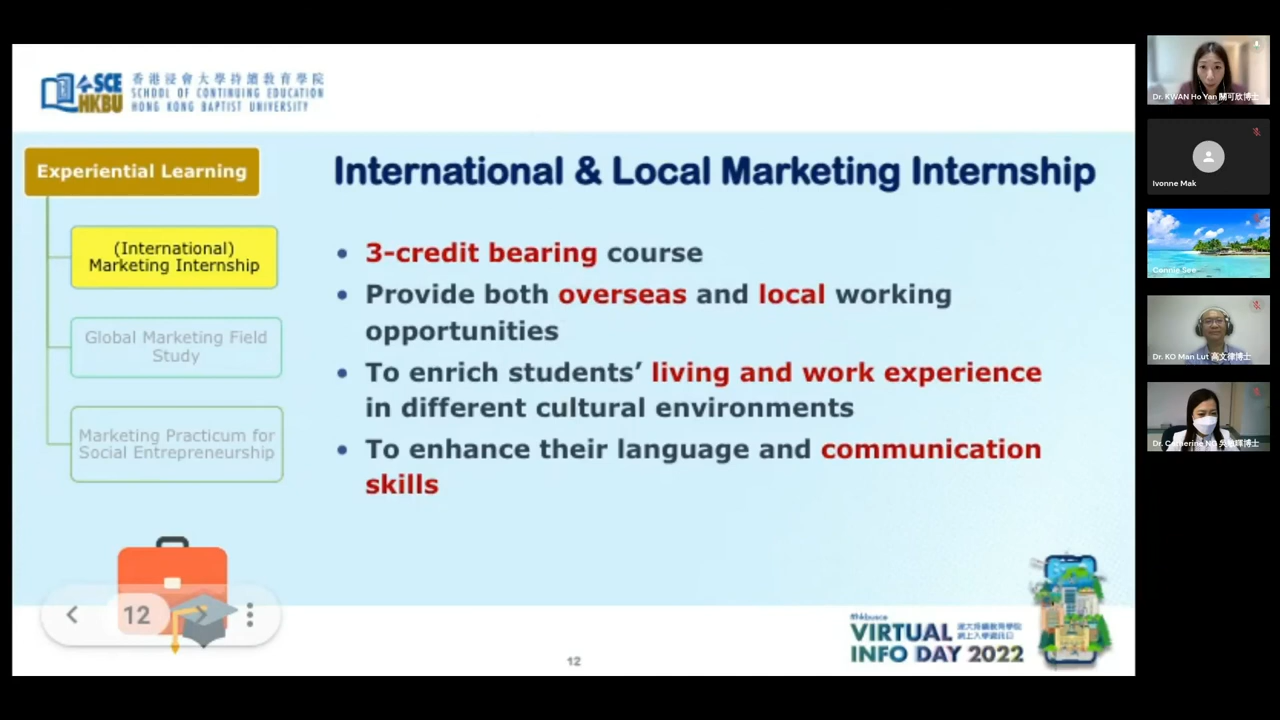 SCE
HKBU
香港浸會大學持續教育學院
SCHOOL OF CONTINUING EDUCATION
HONG KONG BAPTIST UNIVERSITY
Experiential Learning
(International)
Marketing Internship
Global Marketing Field
Study
Marketing Practicum for
Social Entrepreneurship
International & Local Marketing Internship
• 3-credit bearing course
• Provide both overseas and local working
opportunities
• To enrich students’ living and work experience
in different cultural environments
• To enhance their language and communication
skills
12
#hkbusce
VIRTUAL
INFO DAY 2022
12
Dr. KWAN Ho Yan 關可欣博士
Ivonne Mak
Connie See
Dr. KO Man Lut 高文律博士
Dr. Catherine NG